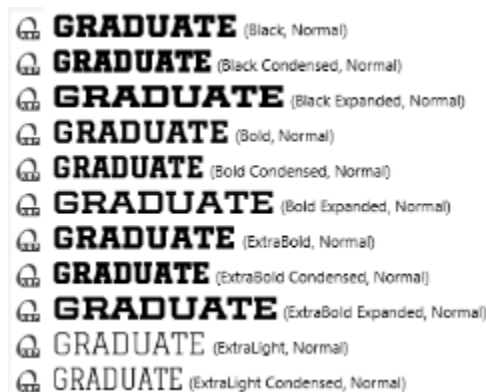 GRADUATE (Black, Normal)
GRADUATE (Black Condensed, Normal)
GRADUATE (Black Expanded, Normal)
GRADUATE (Bold, Normal)
GRADUATE (Bold Condensed, Normal)
GRADUATE (Bold Expanded, Normal)
GRADUATE (ExtraBold, Normal)
GRADUATE (ExtraBold Condensed, Normal)
GRADUATE (ExtraBold Expanded, Normal)
GRADUATE (ExtraLight, Normal)
GRADUATE (ExtraLight Condensed, Normal)